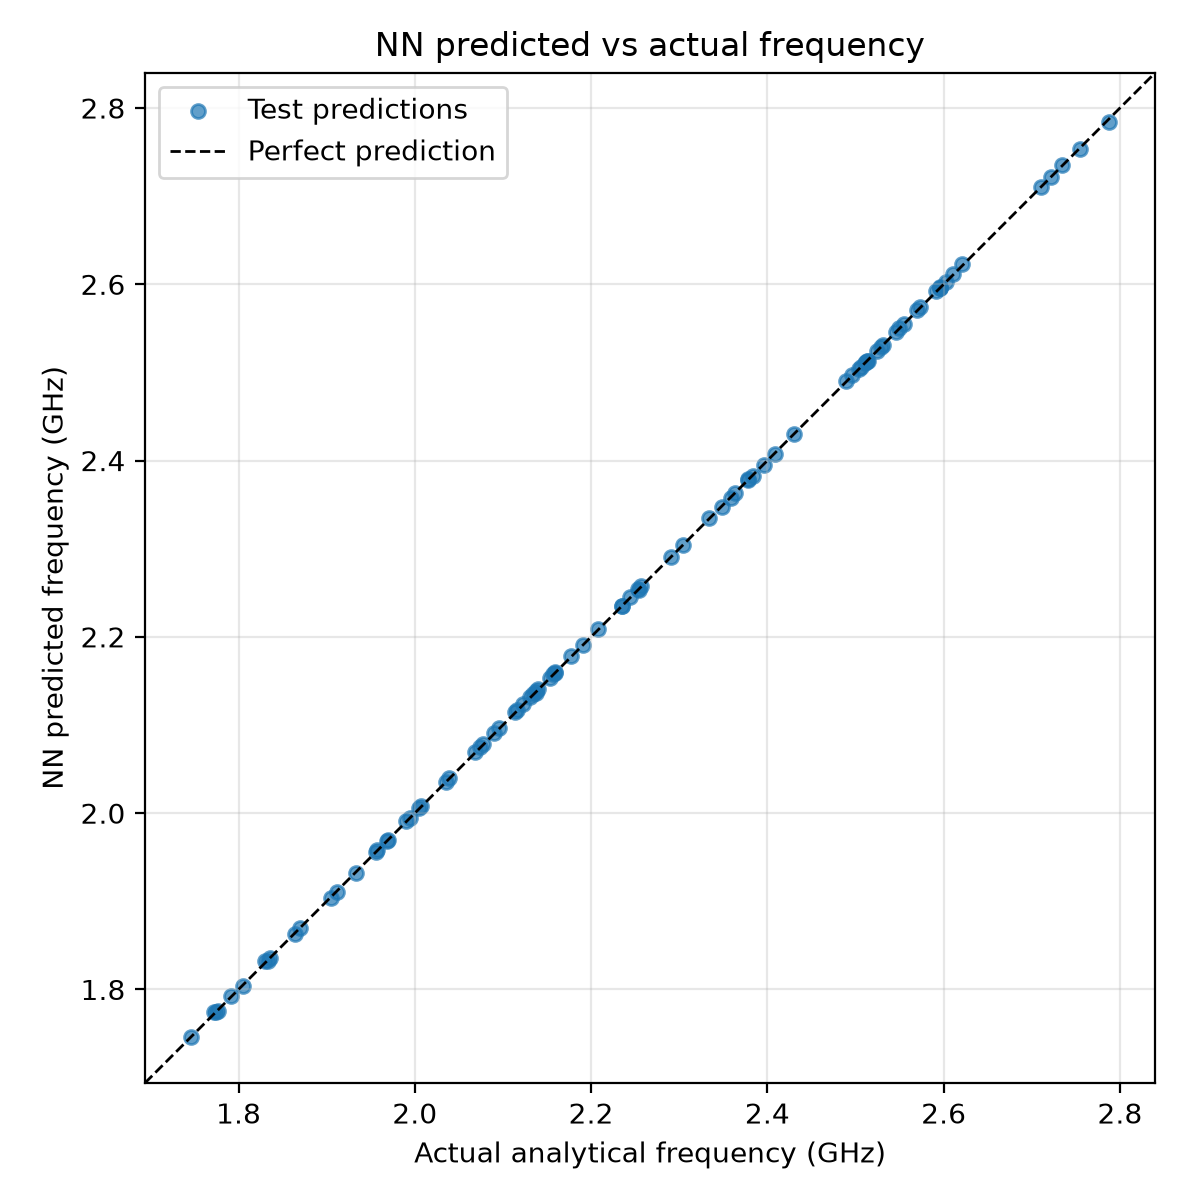 NN predicted vs actual frequency
Test predictions
Perfect prediction
NN predicted frequency (GHz)
2.8
2.6
2.4
2.2
2.0
1.8
1.8 2.0 2.2 2.4 2.6 2.8
Actual analytical frequency (GHz)